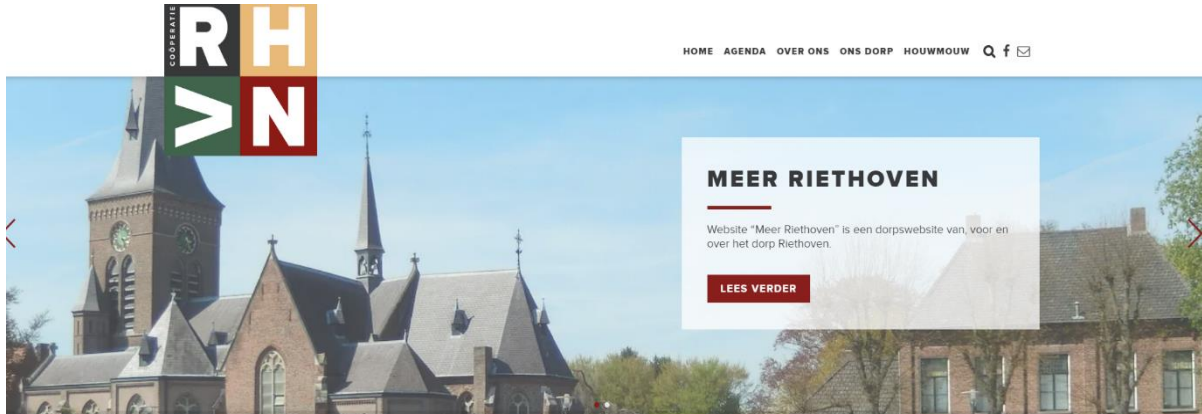 COÖPERATIE
RH
VN
HOME AGENDA OVER ONS ONS DORP HOUWMOUW
MEER RIETHOVEN
Website "Meer Riethoven" is een dorpswebsite van, voor en
over het dorp Riethoven.
LEES VERDER